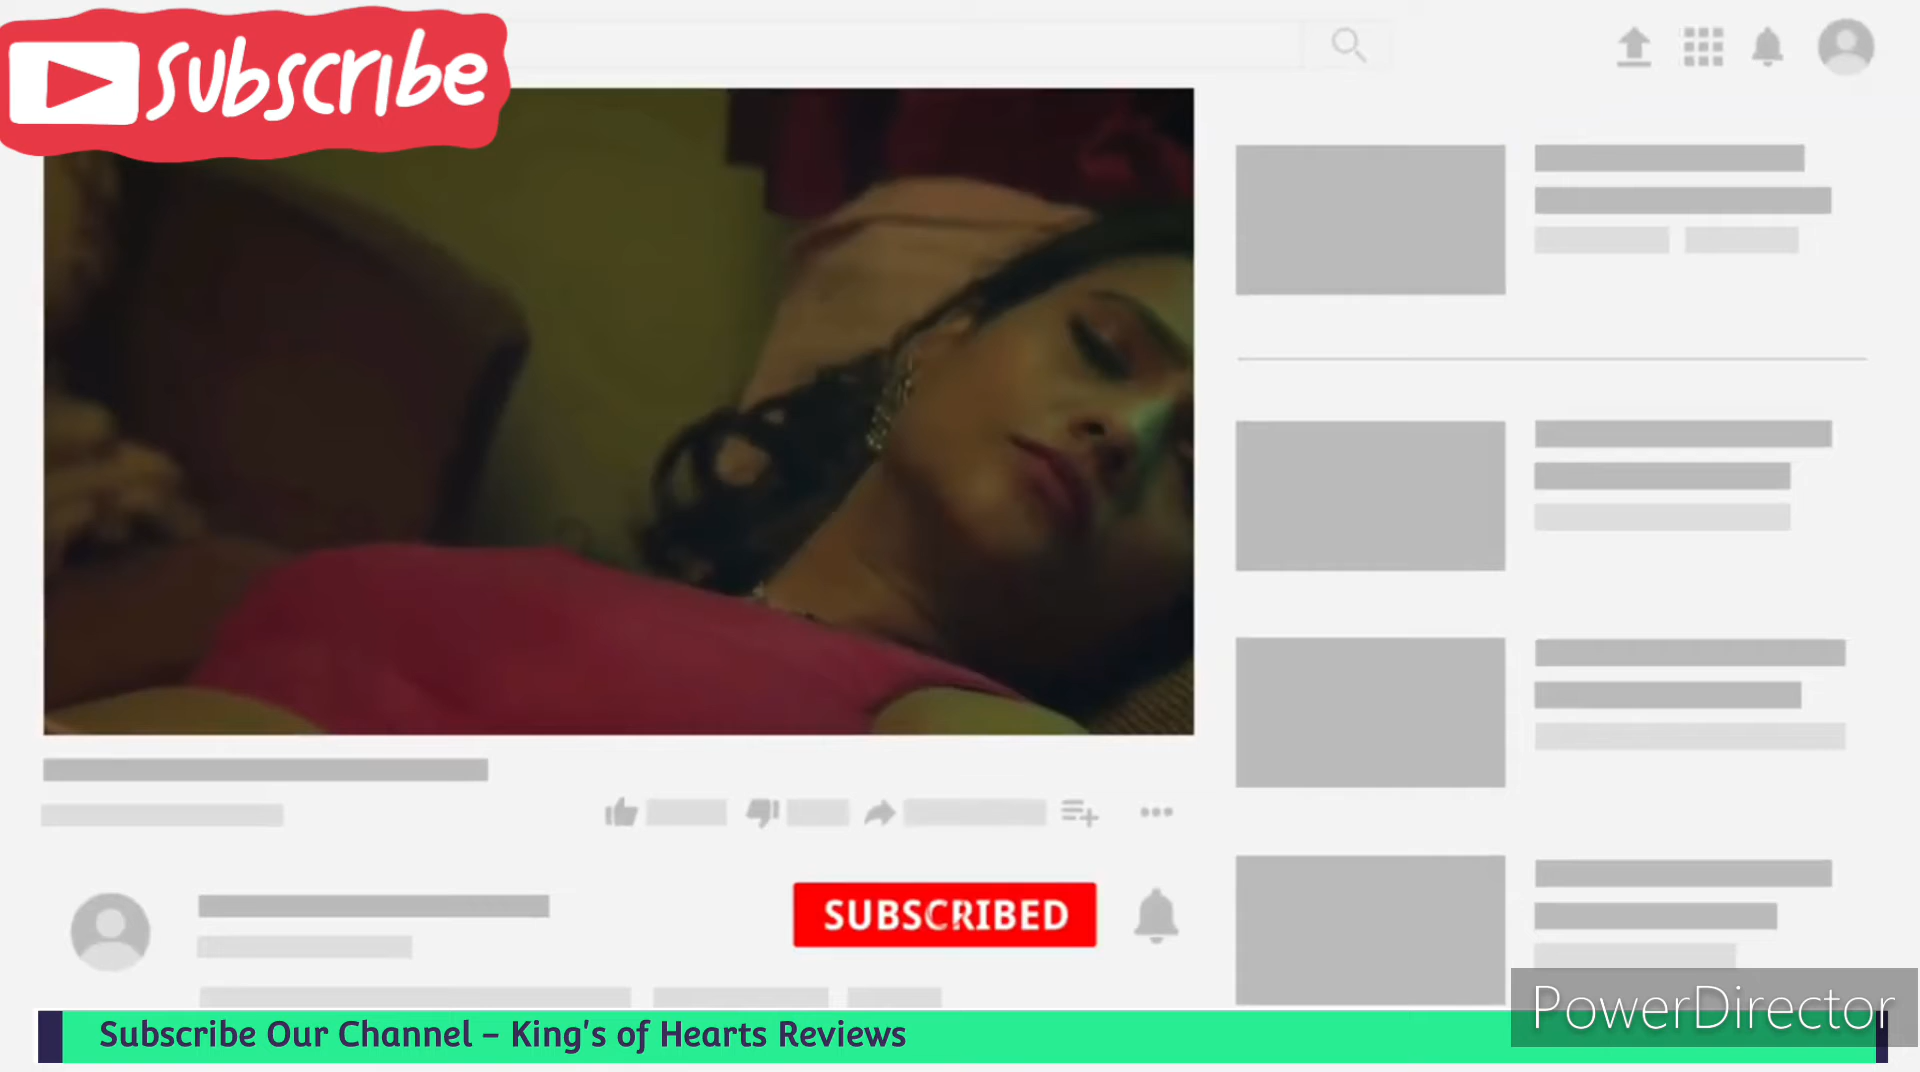 Subscribe
SUBSCRIBED
PowerDirector
Subscribe Our Channel – King's of Hearts Reviews